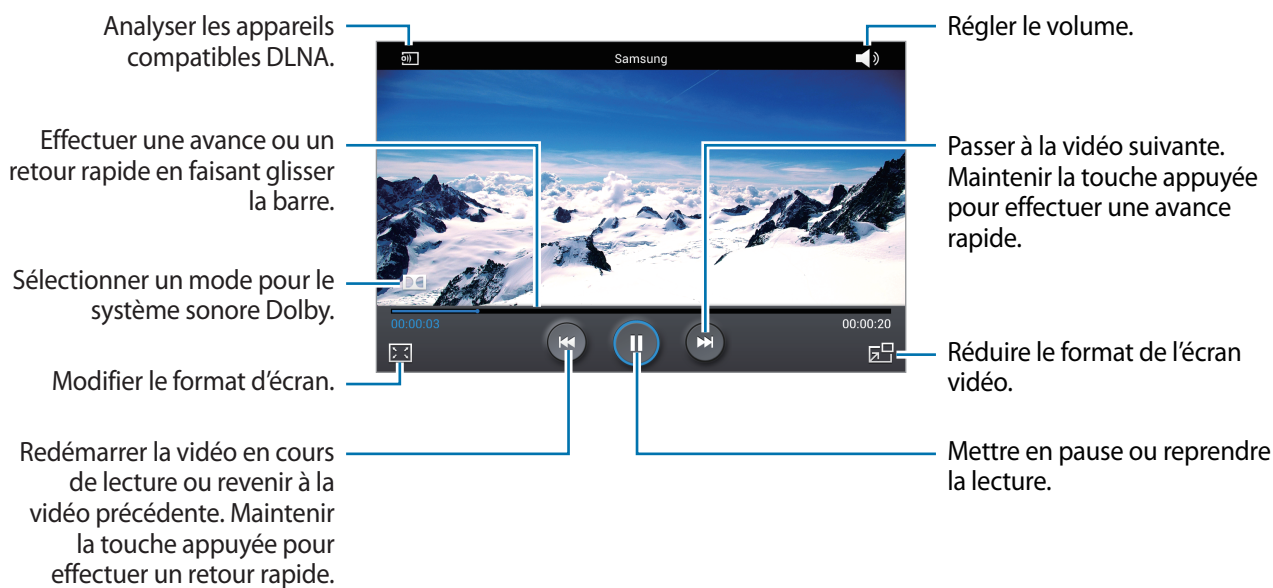 Analyser les appareils
compatibles DLNA.
Effectuer une avance ou un
retour rapide en faisant glisser
la barre.
Sélectionner un mode pour le
système sonore Dolby.
Modifier le format d'écran.
Redémarrer la vidéo en cours
de lecture ou revenir à la
vidéo précédente. Maintenir
la touche appuyée pour
effectuer un retour rapide.
Samsung
00:00:03
00:00:20
Régler le volume.
Passer à la vidéo suivante.
Maintenir la touche appuyée
pour effectuer une avance
rapide.
Réduire le format de l'écran
vidéo.
Mettre en pause ou reprendre
la lecture.